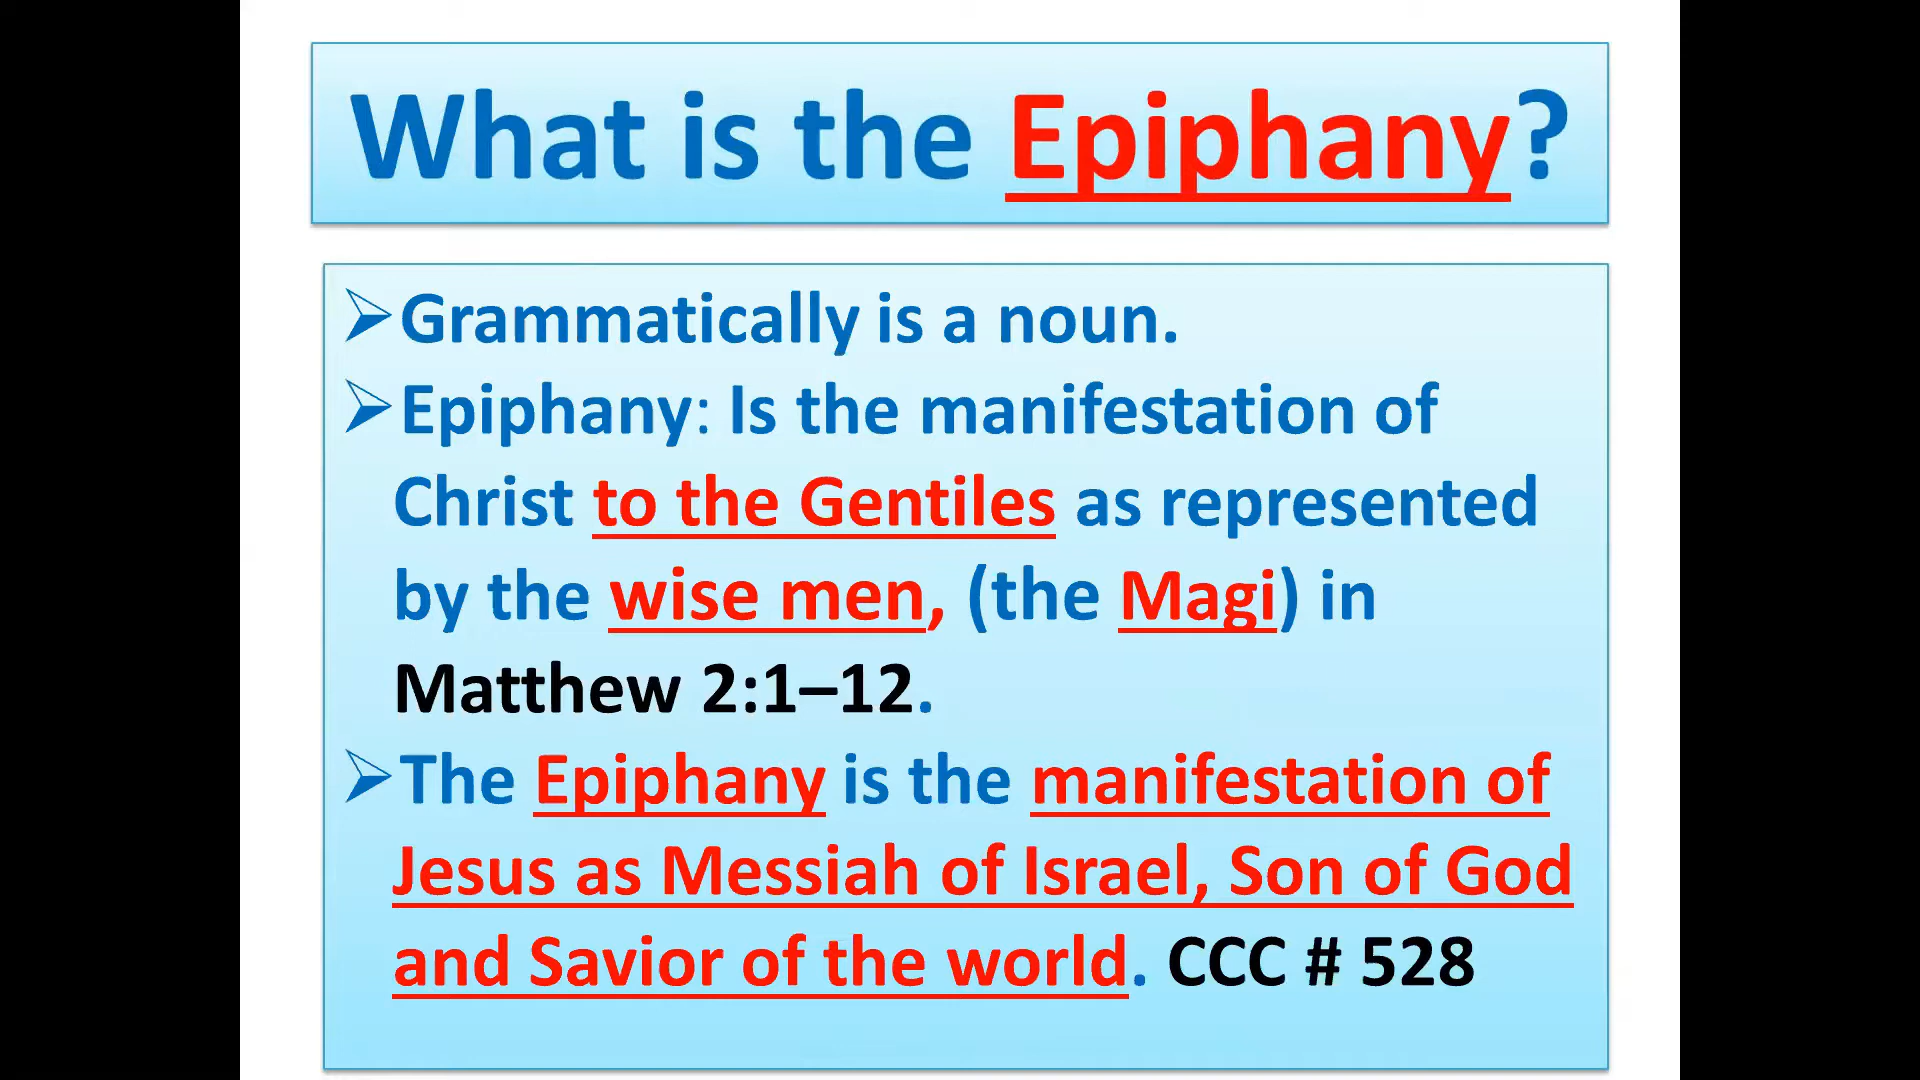 What is the Epiphany?
➢Grammatically is a noun.
➢Epiphany: Is the manifestation of
Christ to the Gentiles as represented
by the wise men, (the Magi) in
Matthew 2:1–12.
➢The Epiphany is the manifestation of
Jesus as Messiah of Israel, Son of God
and Savior of the world. CCC # 528